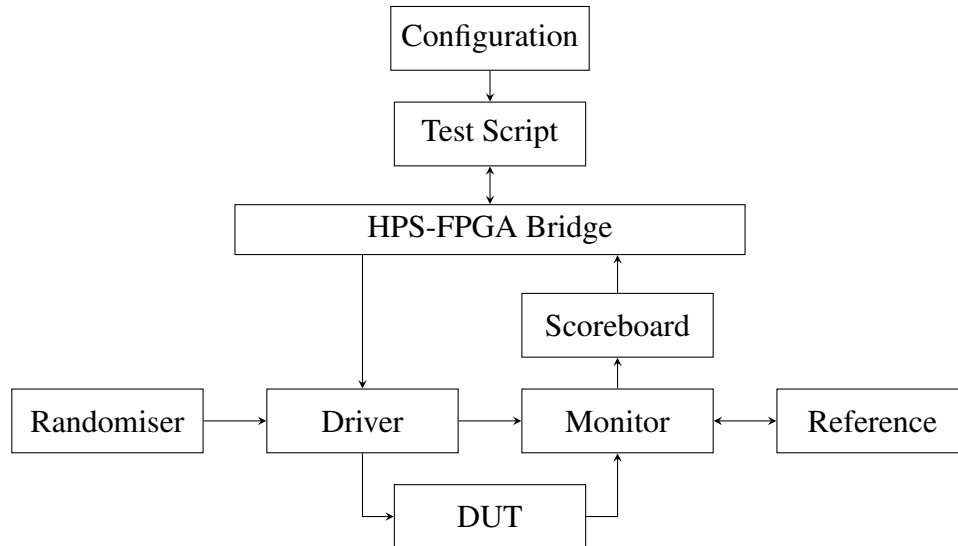 Configuration
Test Script
HPS-FPGA Bridge
Scoreboard
Randomiser
Driver
Monitor
Reference
DUT